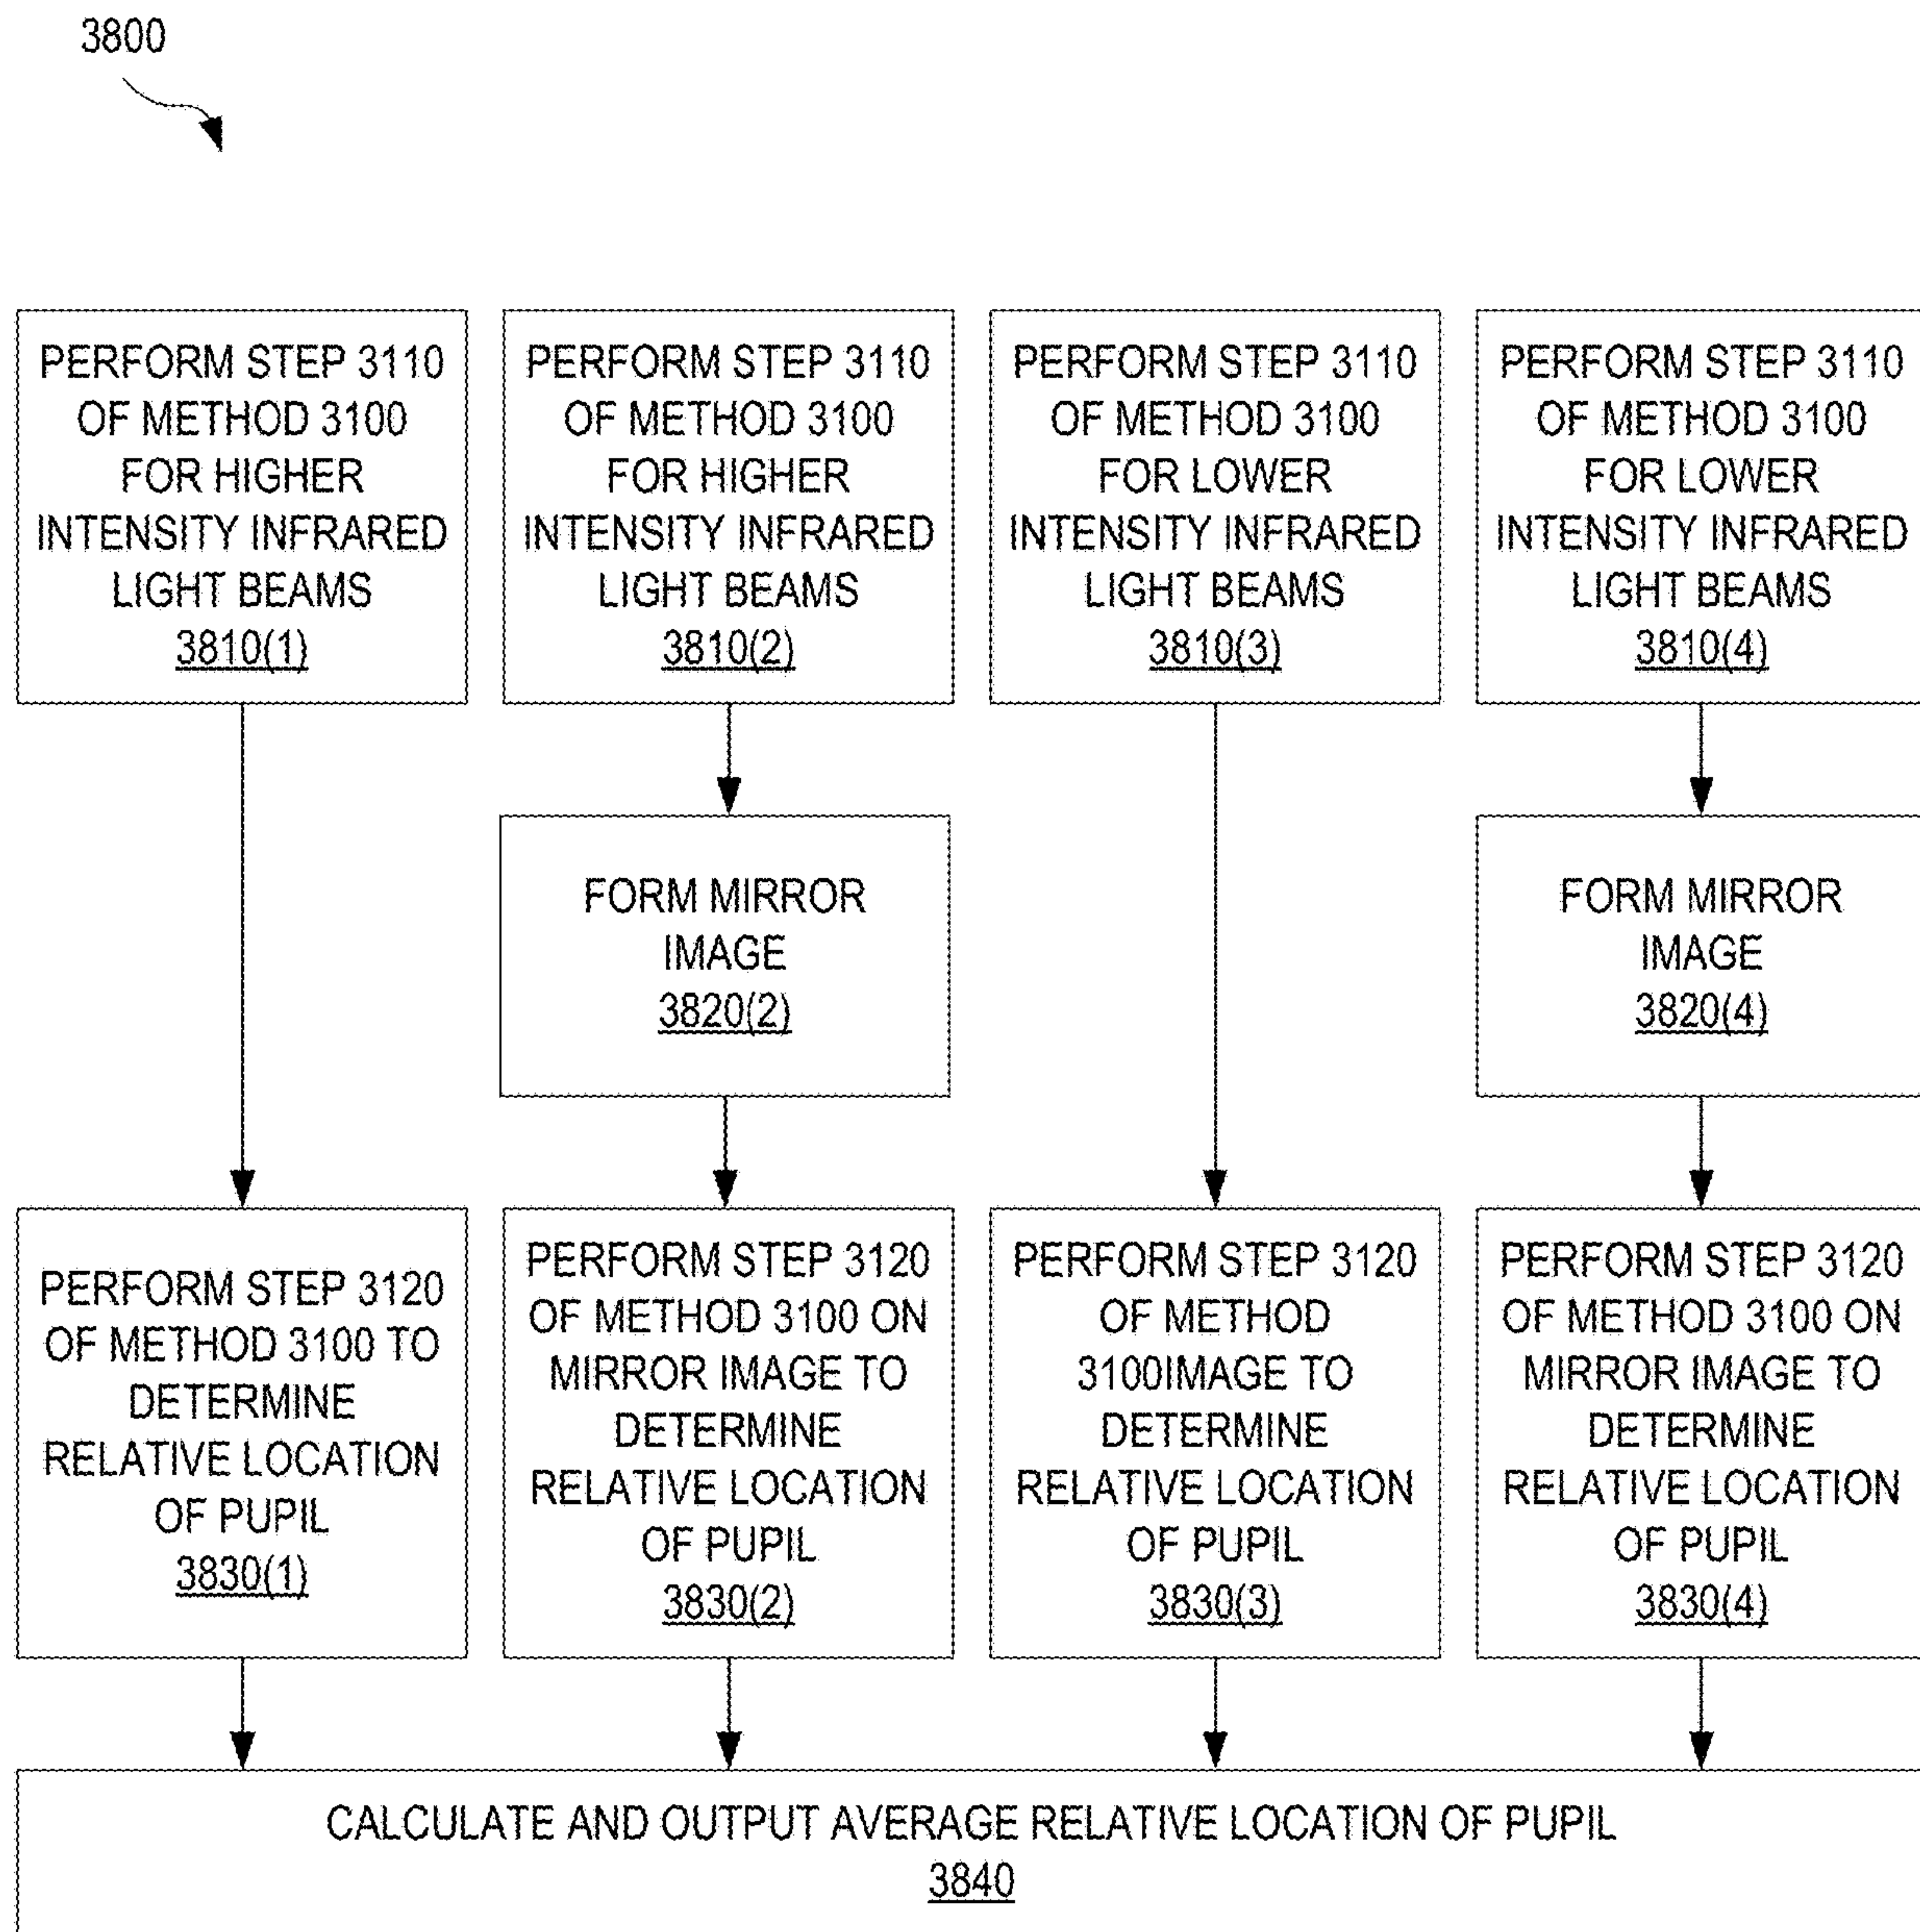 3800
PERFORM STEP 3110
OF METHOD 3100
FOR HIGHER
INTENSITY INFRARED
LIGHT BEAMS
3810(1)
PERFORM STEP 3110
OF METHOD 3100
FOR HIGHER
INTENSITY INFRARED
LIGHT BEAMS
3810(2)
PERFORM STEP 3110
OF METHOD 3100
FOR LOWER
INTENSITY INFRARED
LIGHT BEAMS
3810(3)
PERFORM STEP 3110
OF METHOD 3100
FOR LOWER
INTENSITY INFRARED
LIGHT BEAMS
3810(4)
FORM MIRROR
IMAGE
3820(2)
FORM MIRROR
IMAGE
3820(4)
PERFORM STEP 3120
OF METHOD 3100 TO
DETERMINE
RELATIVE LOCATION
OF PUPIL
3830(1)
PERFORM STEP 3120
OF METHOD 3100 ON
MIRROR IMAGE TO
DETERMINE
RELATIVE LOCATION
OF PUPIL
3830(2)
PERFORM STEP 3120
OF METHOD
3100IMAGE TO
DETERMINE
RELATIVE LOCATION
OF PUPIL
3830(3)
PERFORM STEP 3120
OF METHOD 3100 ON
MIRROR IMAGE TO
DETERMINE
RELATIVE LOCATION
OF PUPIL
3830(4)
CALCULATE AND OUTPUT AVERAGE RELATIVE LOCATION OF PUPIL
3840